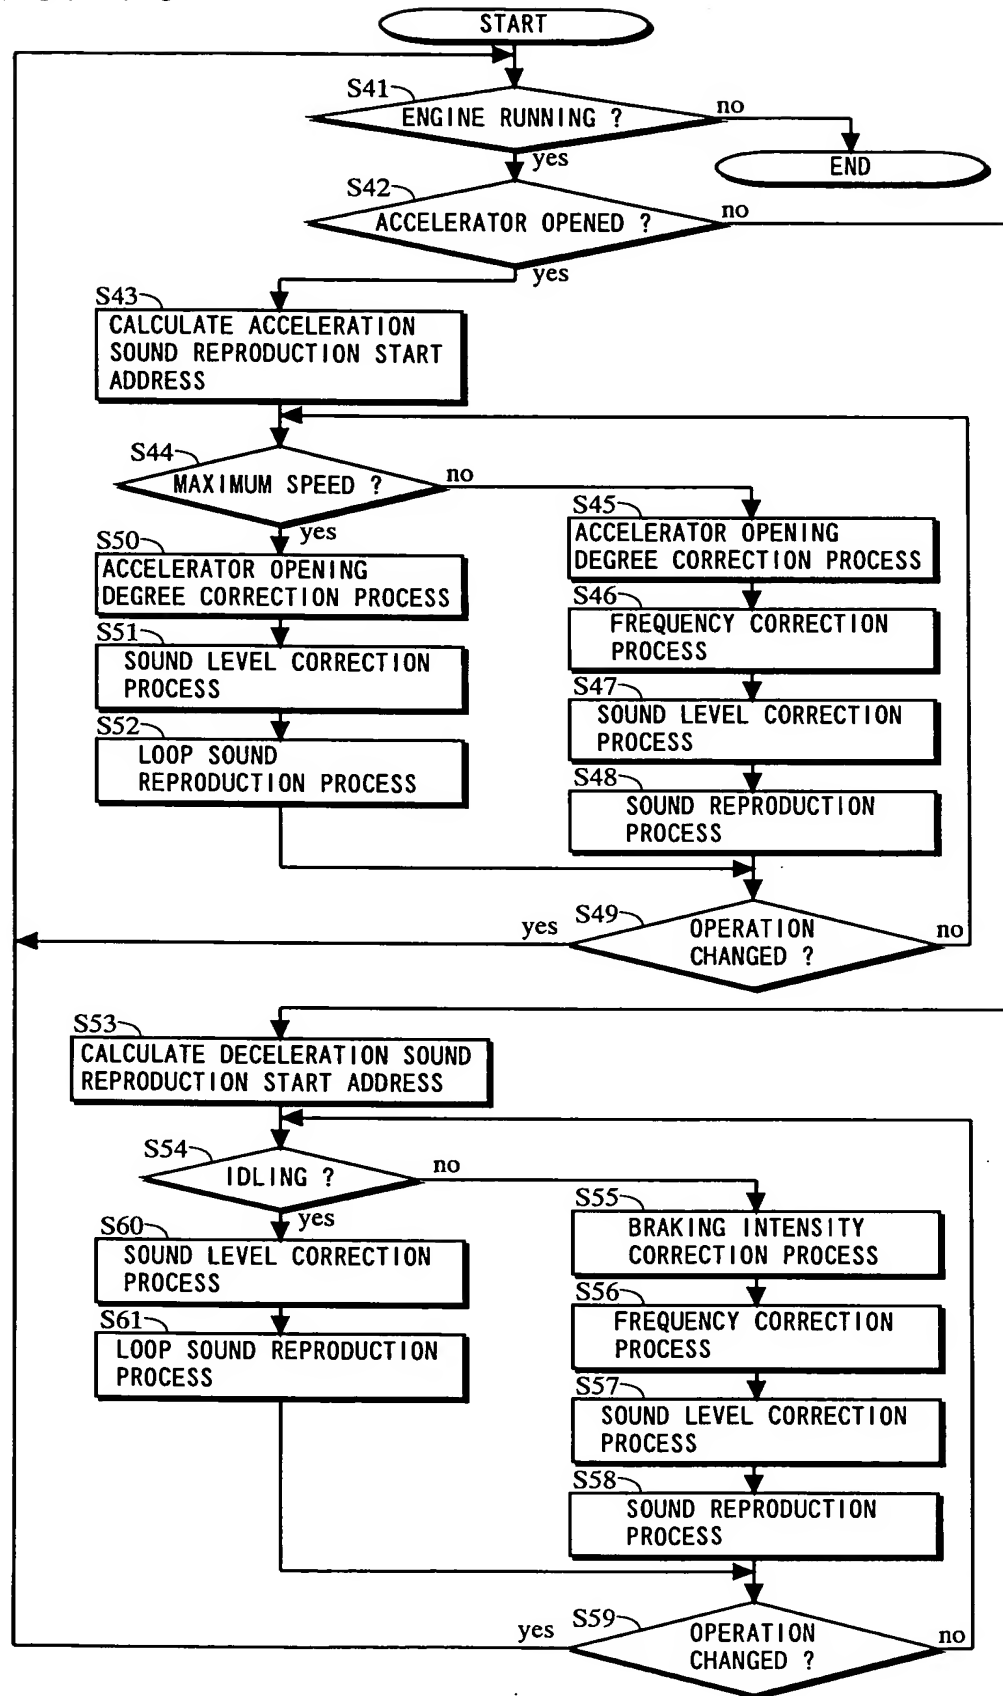 START
S41
ENGINE RUNNING ?
no
yes
END
S42
ACCELERATOR OPENED ?
no
yes
S43
CALCULATE ACCELERATION
SOUND REPRODUCTION START
ADDRESS
S44
MAXIMUM SPEED ?
no
yes
S45
ACCELERATOR OPENING
DEGREE CORRECTION PROCESS
S46
FREQUENCY CORRECTION
PROCESS
S47
SOUND LEVEL CORRECTION
PROCESS
S48
SOUND REPRODUCTION
PROCESS
S50
ACCELERATOR OPENING
DEGREE CORRECTION PROCESS
S51
SOUND LEVEL CORRECTION
PROCESS
S52
LOOP SOUND
REPRODUCTION PROCESS
S49
OPERATION
CHANGED ?
yes
no
S53
CALCULATE DECELERATION SOUND
REPRODUCTION START ADDRESS
S54
IDLING ?
no
yes
S55
BRAKING INTENSITY
CORRECTION PROCESS
S56
FREQUENCY CORRECTION
PROCESS
S57
SOUND LEVEL CORRECTION
PROCESS
S58
SOUND REPRODUCTION
PROCESS
S60
SOUND LEVEL CORRECTION
PROCESS
S61
LOOP SOUND REPRODUCTION
PROCESS
S59
OPERATION
CHANGED ?
yes
no